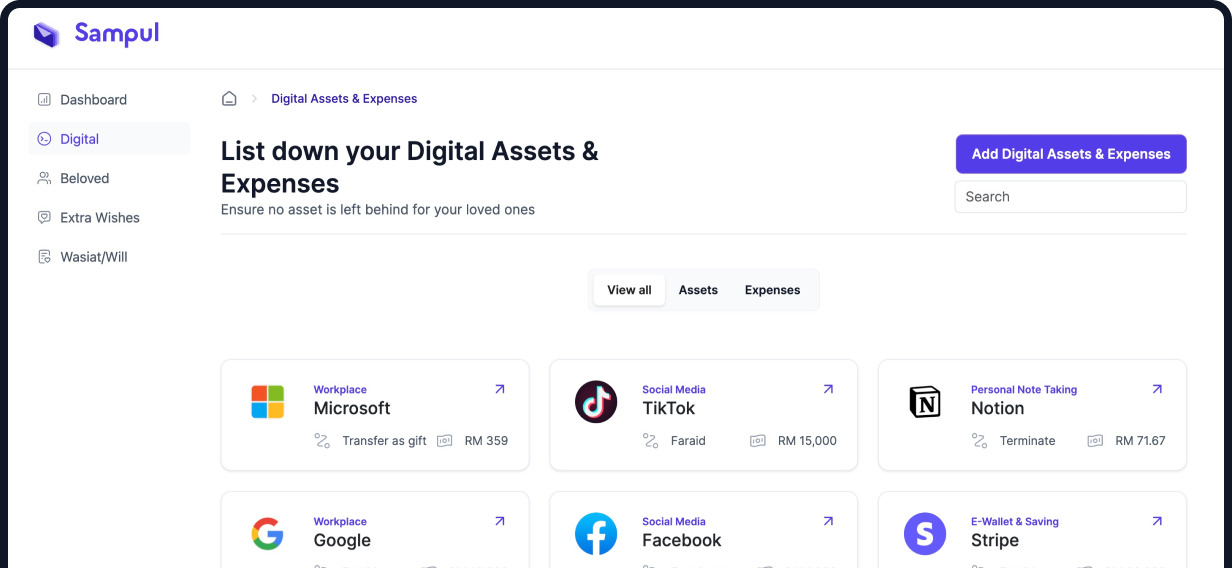 Sampul
Dashboard
Digital
Beloved
Extra Wishes
Wasiat/Will
Digital Assets & Expenses
List down your Digital Assets &
Expenses
Ensure no asset is left behind for your loved ones
Add Digital Assets & Expenses
Search
View all Assets Expenses
Workplace
Microsoft
Transfer as gift RM 359
Social Media
TikTok
Faraid RM 15,000
Personal Note Taking
Notion
Terminate RM 71.67
Workplace
Google
Social Media
Facebook
E-Wallet & Saving
Stripe